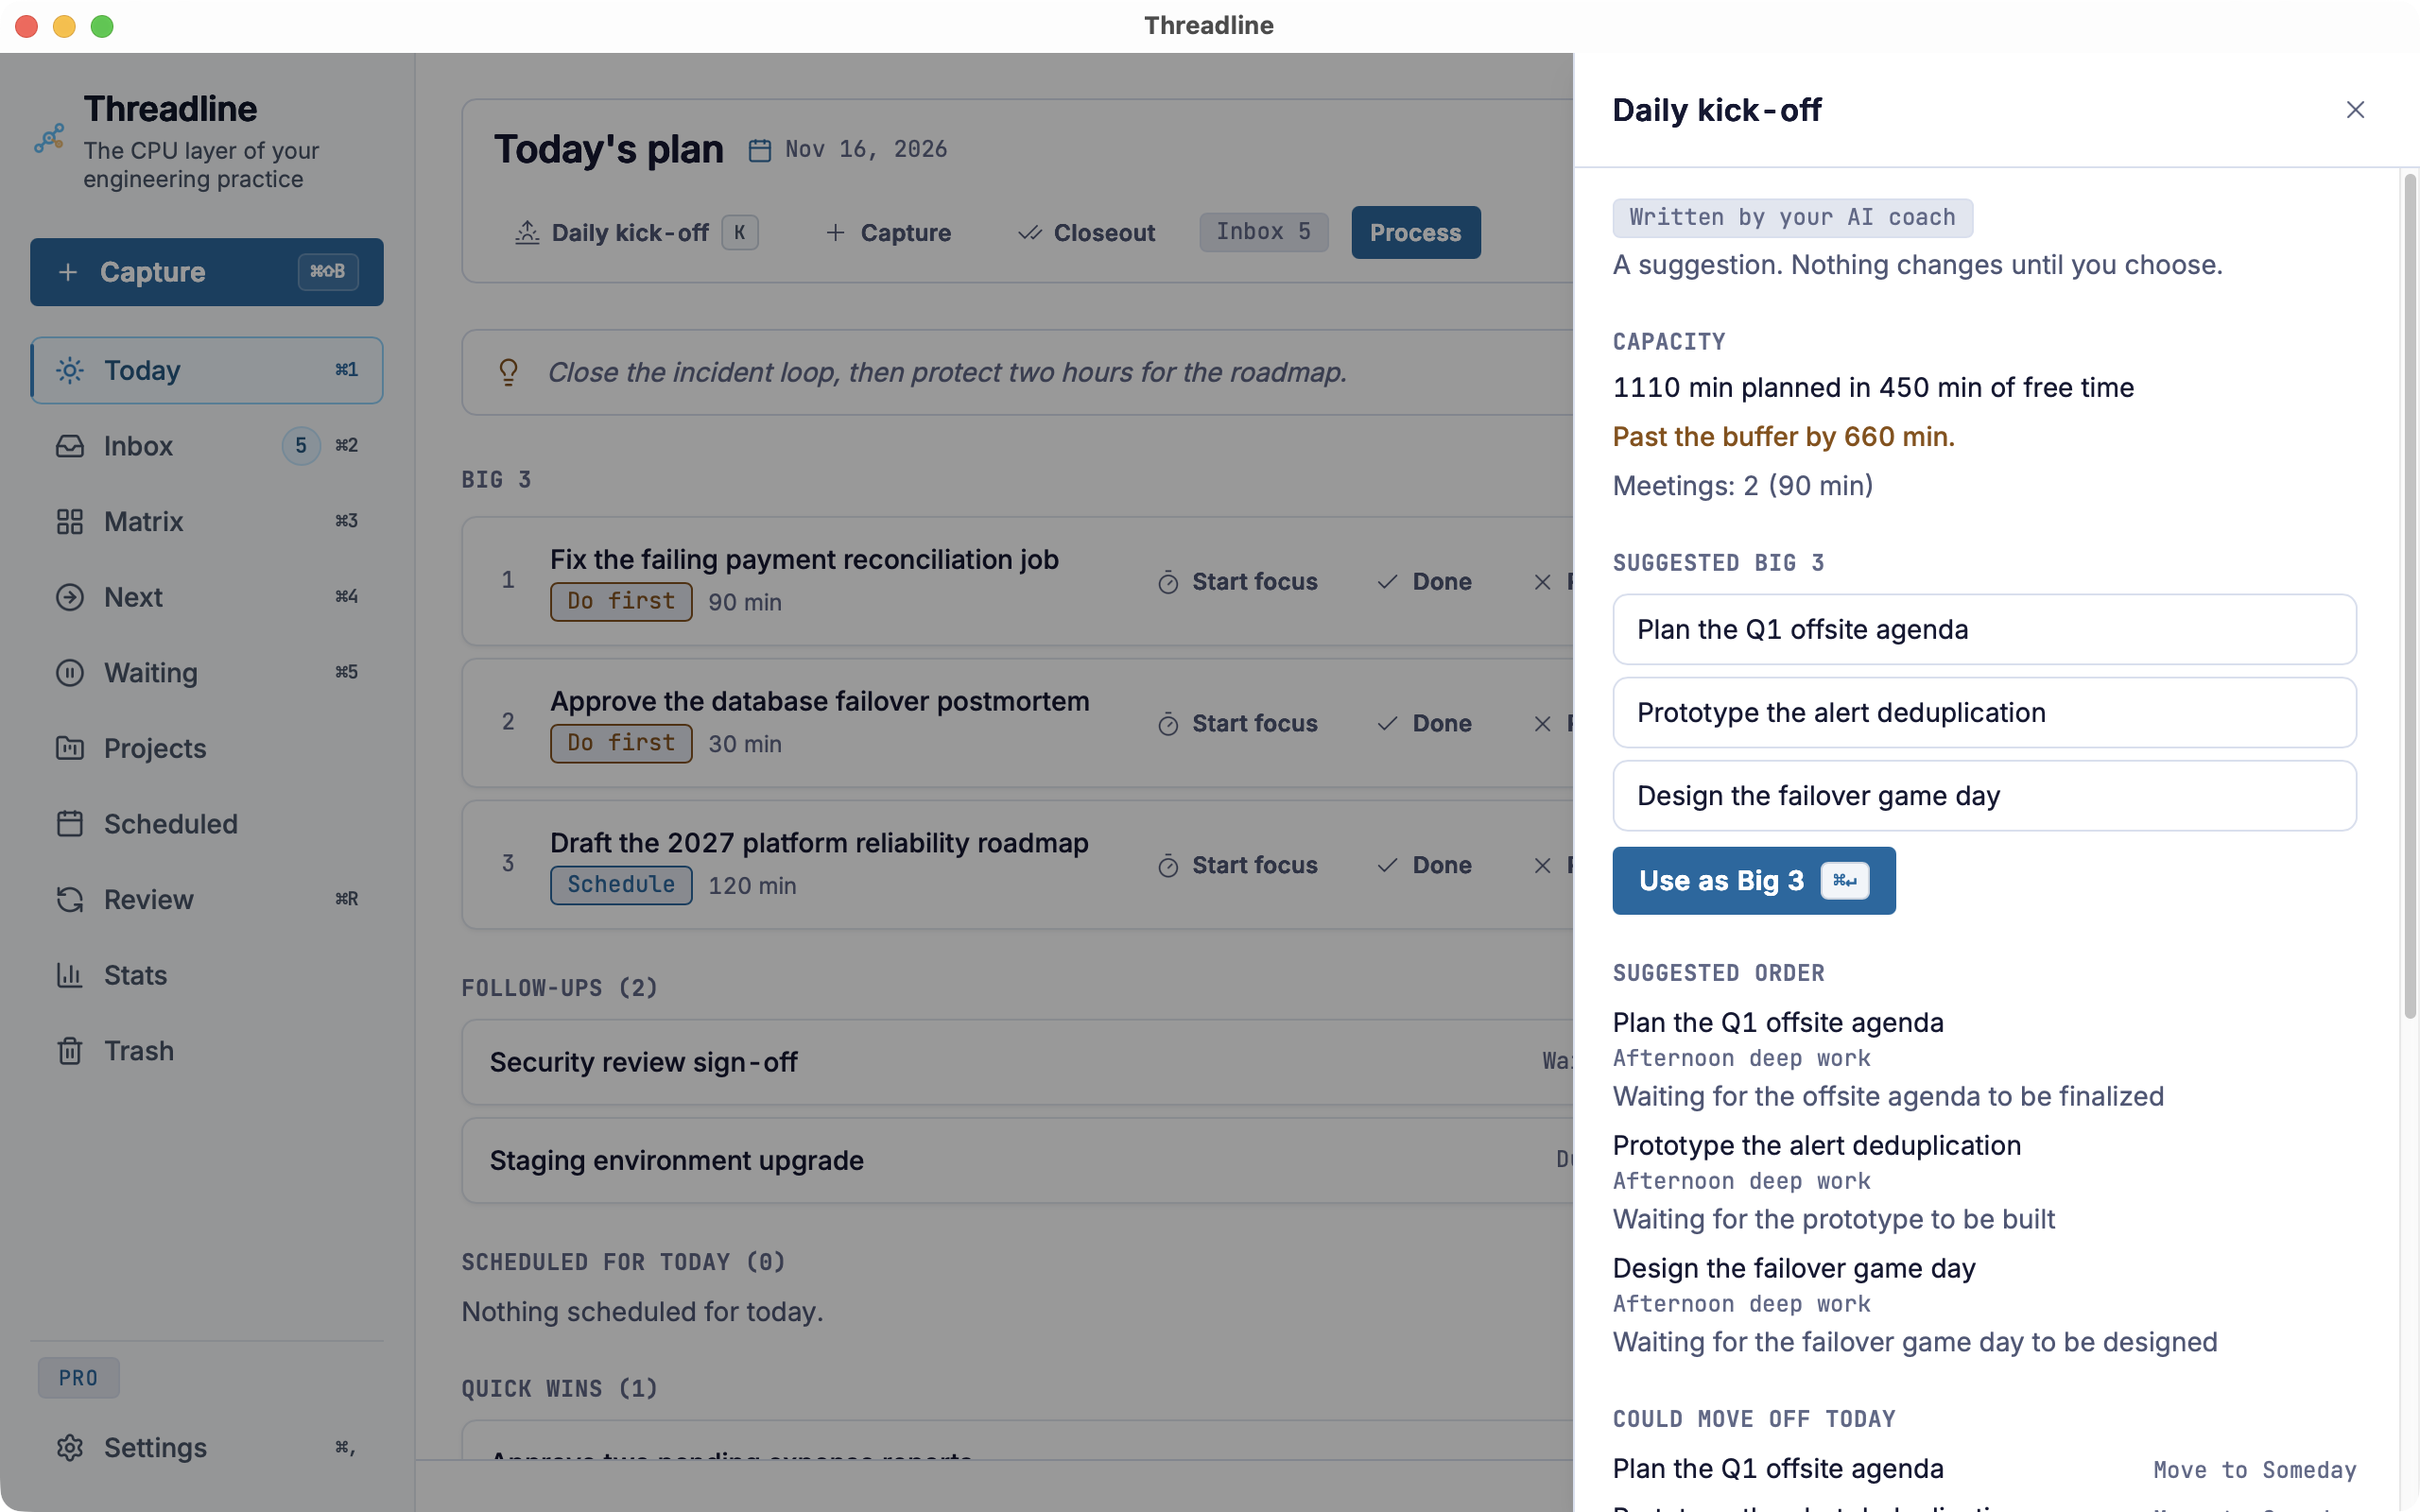 Threadline
Threadline
The CPU layer of your
engineering practice
+ Capture ⌘⇧B
Today ⌘1
Inbox 5 ⌘2
Matrix ⌘3
Next ⌘4
Waiting ⌘5
Projects
Scheduled
Review ⌘R
Stats
Trash
PRO
Settings ⌘,
Today's plan Nov 16, 2026
Daily kick-off K + Capture Closeout Inbox 5 Process
Close the incident loop, then protect two hours for the roadmap.
BIG 3
1 Fix the failing payment reconciliation job
Do first 90 min
Start focus Done
2 Approve the database failover postmortem
Do first 30 min
Start focus Done
3 Draft the 2027 platform reliability roadmap
Schedule 120 min
Start focus Done
FOLLOW-UPS (2)
Security review sign-off
Staging environment upgrade
SCHEDULED FOR TODAY (0)
Nothing scheduled for today.
QUICK WINS (1)
Approve two pending expense reports
Daily kick-off
Written by your AI coach
A suggestion. Nothing changes until you choose.
CAPACITY
1110 min planned in 450 min of free time
Past the buffer by 660 min.
Meetings: 2 (90 min)
SUGGESTED BIG 3
Plan the Q1 offsite agenda
Prototype the alert deduplication
Design the failover game day
Use as Big 3 ⌘↵
SUGGESTED ORDER
Plan the Q1 offsite agenda
Afternoon deep work
Waiting for the offsite agenda to be finalized
Prototype the alert deduplication
Afternoon deep work
Waiting for the prototype to be built
Design the failover game day
Afternoon deep work
Waiting for the failover game day to be designed
COULD MOVE OFF TODAY
Plan the Q1 offsite agenda Move to Someday